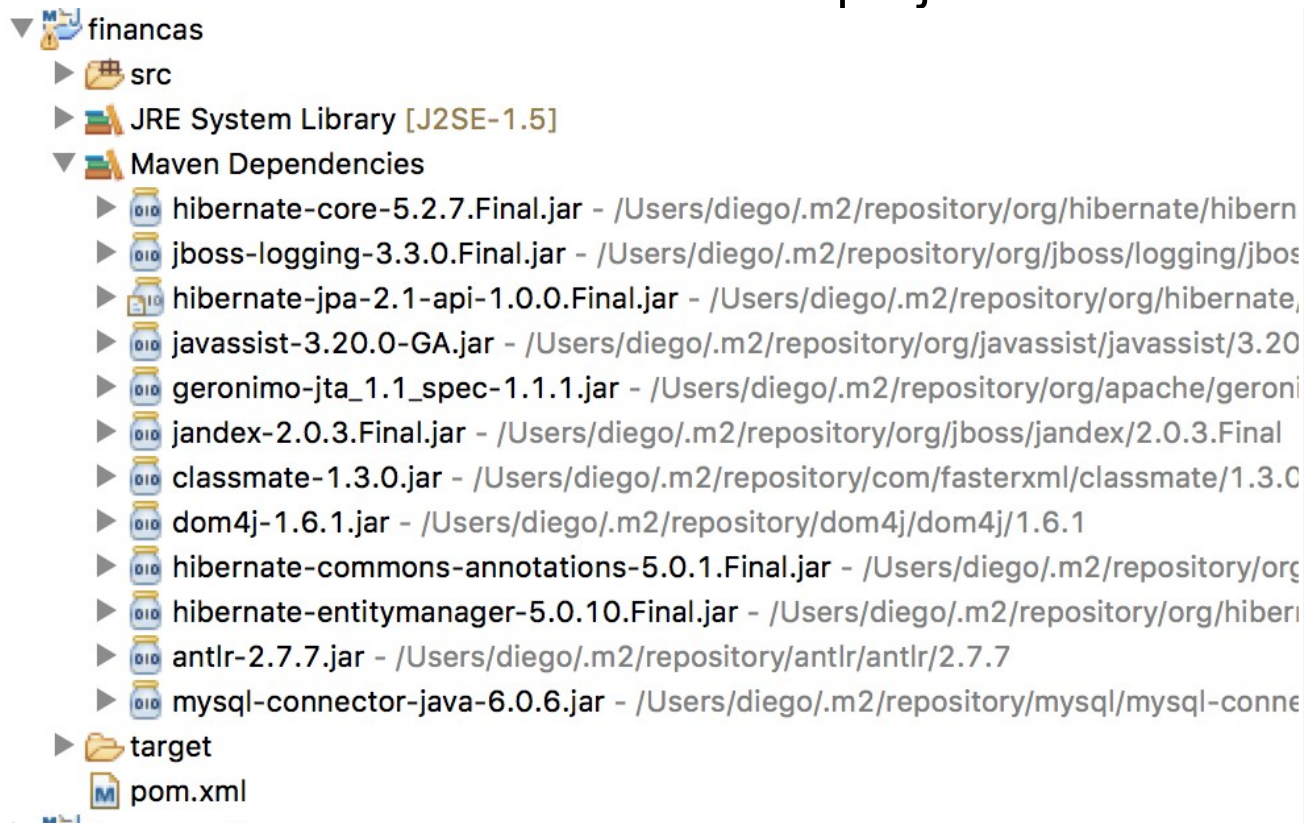 financas
src
JRE System Library [J2SE-1.5]
Maven Dependencies
hibernate-core-5.2.7.Final.jar - /Users/diego/.m2/repository/org/hibernate/hibern
jboss-logging-3.3.0.Final.jar - /Users/diego/.m2/repository/org/jboss/logging/jbos
hibernate-jpa-2.1-api-1.0.0.Final.jar - /Users/diego/.m2/repository/org/hibernate/
javassist-3.20.0-GA.jar - /Users/diego/.m2/repository/org/javassist/javassist/3.20
geronimo-jta_1.1_spec-1.1.1.jar - /Users/diego/.m2/repository/org/apache/geroni
jandex-2.0.3.Final.jar - /Users/diego/.m2/repository/org/jboss/jandex/2.0.3.Final
classmate-1.3.0.jar - /Users/diego/.m2/repository/com/fasterxml/classmate/1.3.0
dom4j-1.6.1.jar - /Users/diego/.m2/repository/dom4j/dom4j/1.6.1
hibernate-commons-annotations-5.0.1.Final.jar - /Users/diego/.m2/repository/org
hibernate-entitymanager-5.0.10.Final.jar - /Users/diego/.m2/repository/org/hiber
antlr-2.7.7.jar - /Users/diego/.m2/repository/antlr/antlr/2.7.7
mysql-connector-java-6.0.6.jar - /Users/diego/.m2/repository/mysql/mysql-conne
target
pom.xml